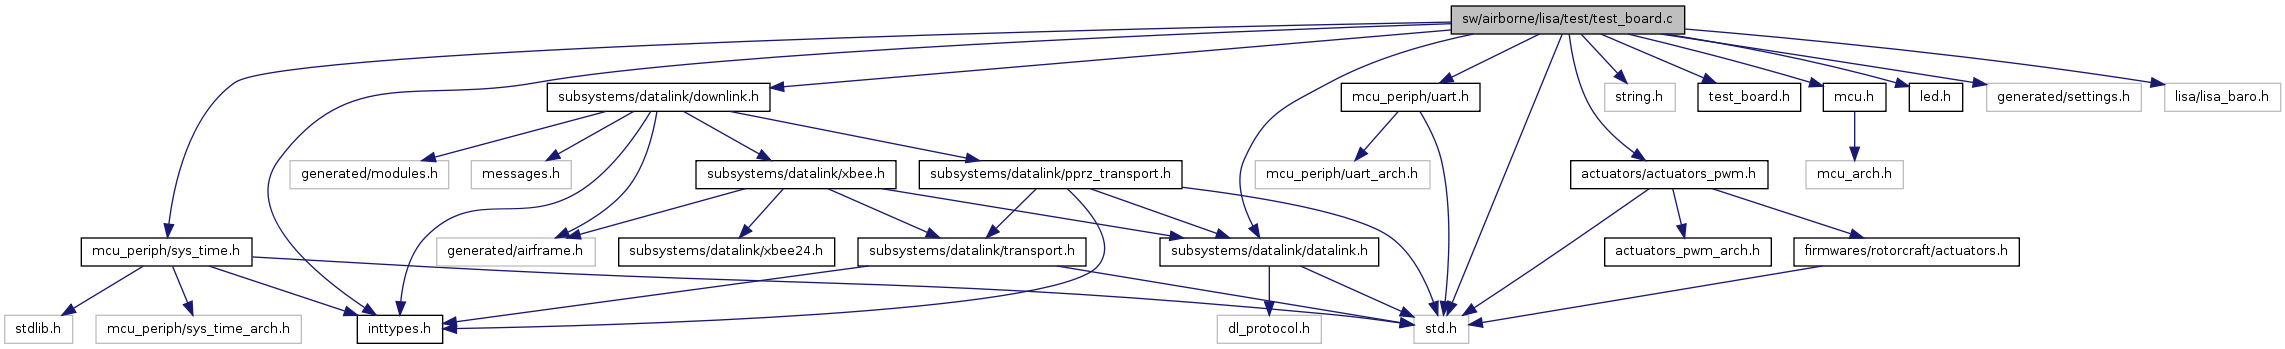 sw/airborne/lisa/test/test_board.c
subsystems/datalink/downlink.h
mcu_periph/uart.h
string.h
test_board.h
mcu.h
led.h
generated/settings.h
lisa/lisa_baro.h
generated/modules.h
messages.h
subsystems/datalink/xbee.h
subsystems/datalink/pprz_transport.h
mcu_periph/uart_arch.h
actuators/actuators_pwm.h
mcu_arch.h
mcu_periph/sys_time.h
generated/airframe.h
subsystems/datalink/xbee24.h
subsystems/datalink/transport.h
subsystems/datalink/datalink.h
actuators_pwm_arch.h
firmwares/rotorcraft/actuators.h
stdlib.h
mcu_periph/sys_time_arch.h
inttypes.h
dl_protocol.h
std.h